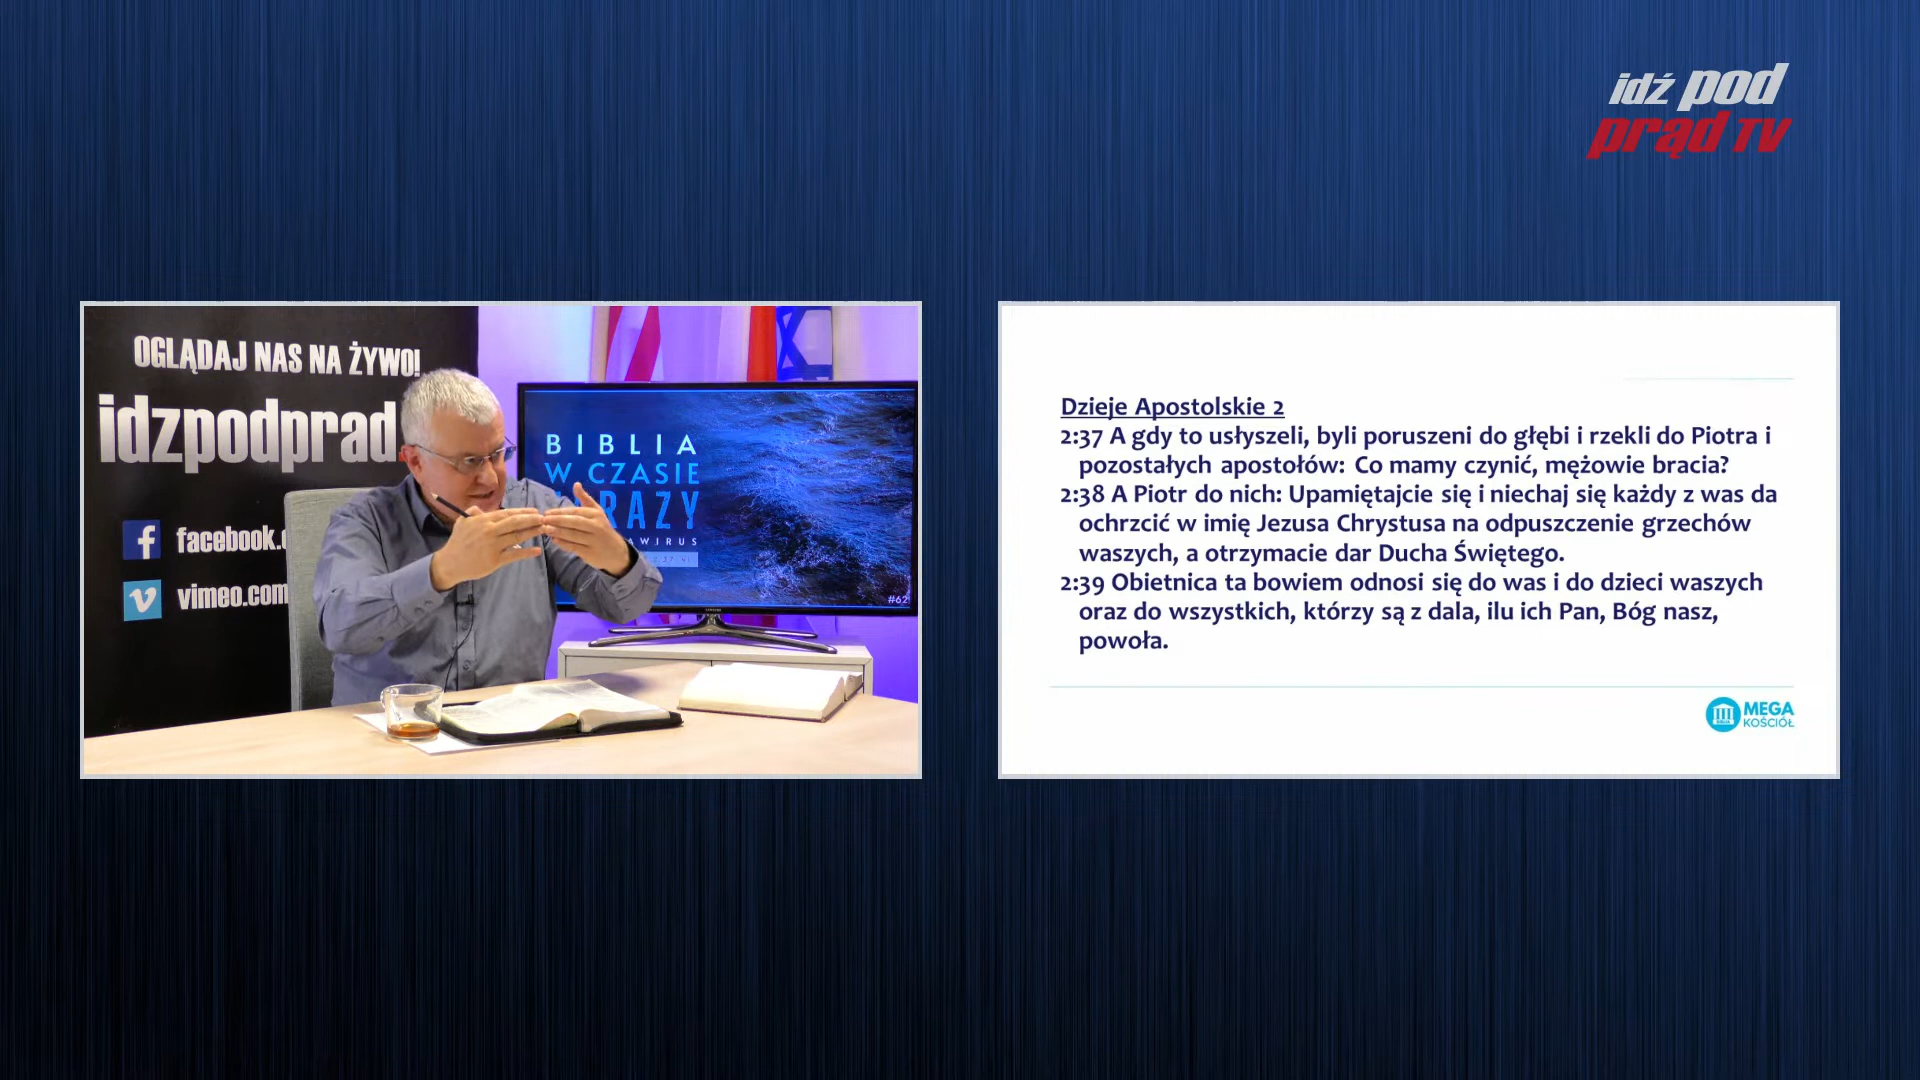 idź pod
prąd TV
OGLĄDAJ NAS NA ŻYWO!
idzpodprad
facebook.
vimeo.com
BIBLIA
W CZASIE
#62
Dzieje Apostolskie 2
2:37 A gdy to usłyszeli, byli poruszeni do głębi i rzekli do Piotra i
pozostałych apostołów: Co mamy czynić, mężowie bracia?
2:38 A Piotr do nich: Upamiętajcie się i niechaj się każdy z was da
ochrzcić w imię Jezusa Chrystusa na odpuszczenie grzechów
waszych, a otrzymacie dar Ducha Świętego.
2:39 Obietnica ta bowiem odnosi się do was i do dzieci waszych
oraz do wszystkich, którzy są z dala, ilu ich Pan, Bóg nasz,
powoła.
MEGA
KOŚCIÓŁ